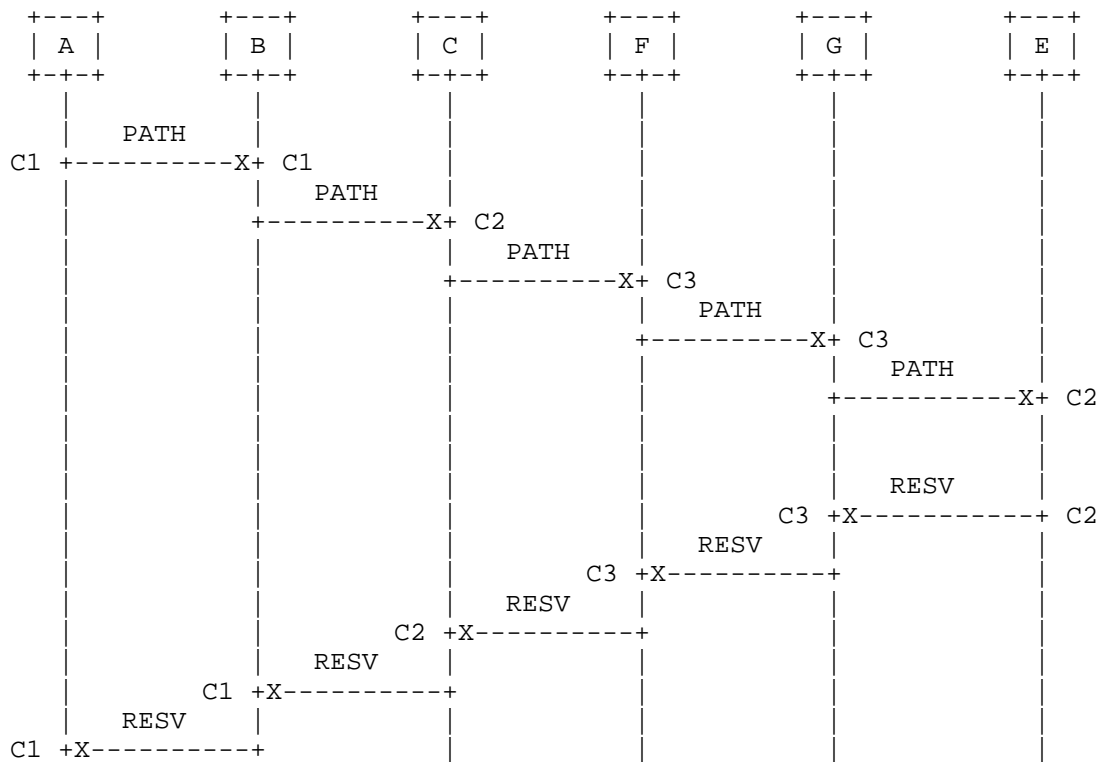 A B C F G E
PATH
C1 C1
PATH
C2
PATH
C3
PATH
C3
PATH
C2
RESV
C3 C2
RESV
C3
RESV
C2
RESV
C1
RESV
C1